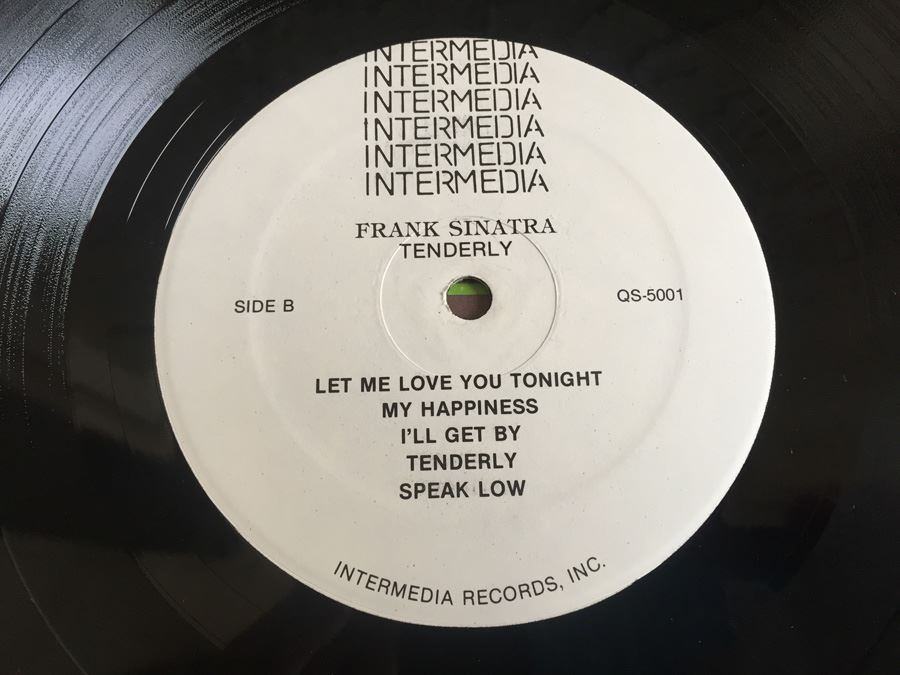 INTERMEDIA
INTERMEDIA
INTERMEDIA
INTERMEDIA
INTERMEDIA
INTERMEDIA
FRANK SINATRA
TENDERLY
SIDE B
QS-5001
LET ME LOVE YOU TONIGHT
MY HAPPINESS
I'LL GET BY
TENDERLY
SPEAK LOW
INTERMEDIA RECORDS, INC.